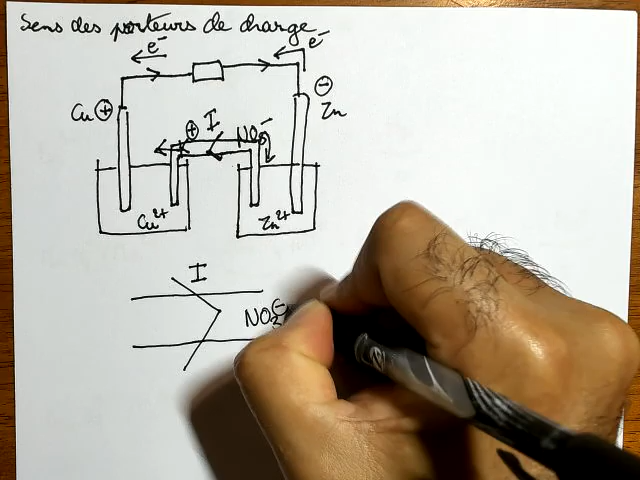 Sens des porteurs de charge
e⁻ e⁻
Cu ⊕ ⊖ Zn
I
⊕ NO₃⁻
Cu²⁺ Zn²⁺
I
NO₃⊖